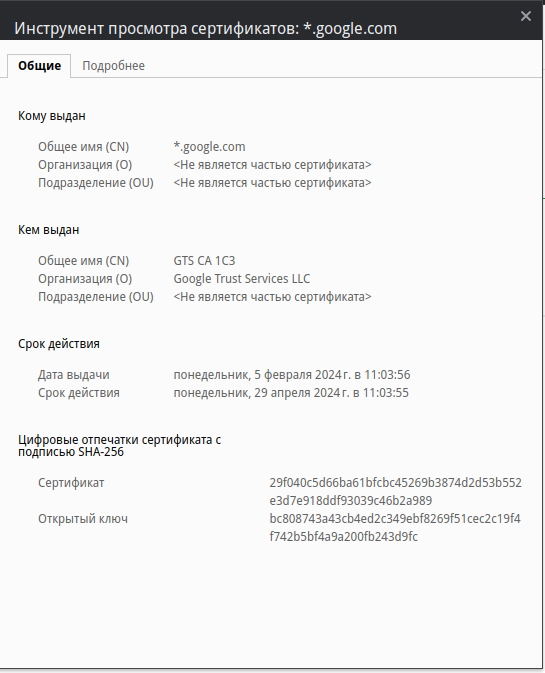 Инструмент просмотра сертификатов: *.google.com
Общие Подробнее
Кому выдан
Общее имя (CN) *.google.com
Организация (O) <Не является частью сертификата>
Подразделение (OU) <Не является частью сертификата>
Кем выдан
Общее имя (CN) GTS CA 1C3
Организация (O) Google Trust Services LLC
Подразделение (OU) <Не является частью сертификата>
Срок действия
Дата выдачи понедельник, 5 февраля 2024 г. в 11:03:56
Срок действия понедельник, 29 апреля 2024 г. в 11:03:55
Цифровые отпечатки сертификата с
подписью SHA-256
Сертификат 29f040c5d66ba61bfcbc45269b3874d2d53b552
e3d7e918ddf93039c46b2a989
Открытый ключ bc808743a43cb4ed2c349ebf8269f51cec2c19f4
f742b5bf4a9a200fb243d9fc